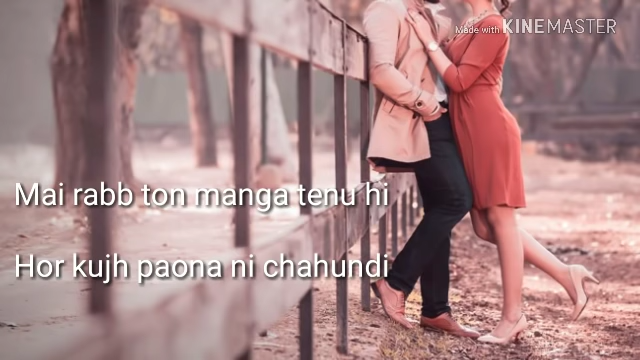 Made with KINEMASTER
Mai rabb ton manga tenu hi
Hor kujh paona ni chahundi